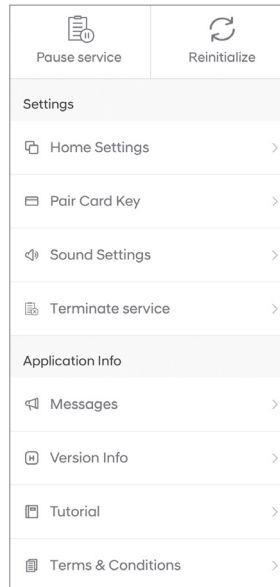 Pause service
Reinitialize
Settings
Home Settings
Pair Card Key
Sound Settings
Terminate service
Application Info
Messages
Version Info
Tutorial
Terms & Conditions